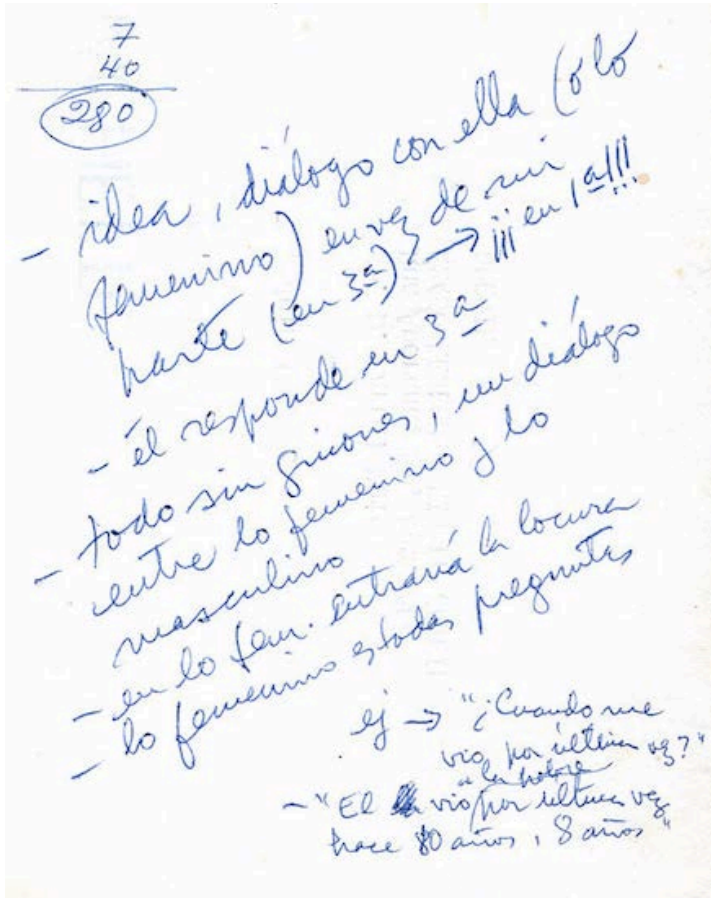 7
40
280
- idea, diálogo con ella (o lo
femenino) en vez de mi
parte (en 3ª) → ¡¡¡ en 1ª!!!
- él responde en 3ª
- todo sin guiones, un diálogo
entre lo femenino y lo
masculino
- en lo fem. entrará la locura
- lo femenino es todas preguntas
ej → "¿Cuando me
vio por última vez?"
"la pobre
- "El vio por última vez
hace 80 años, 8 años"